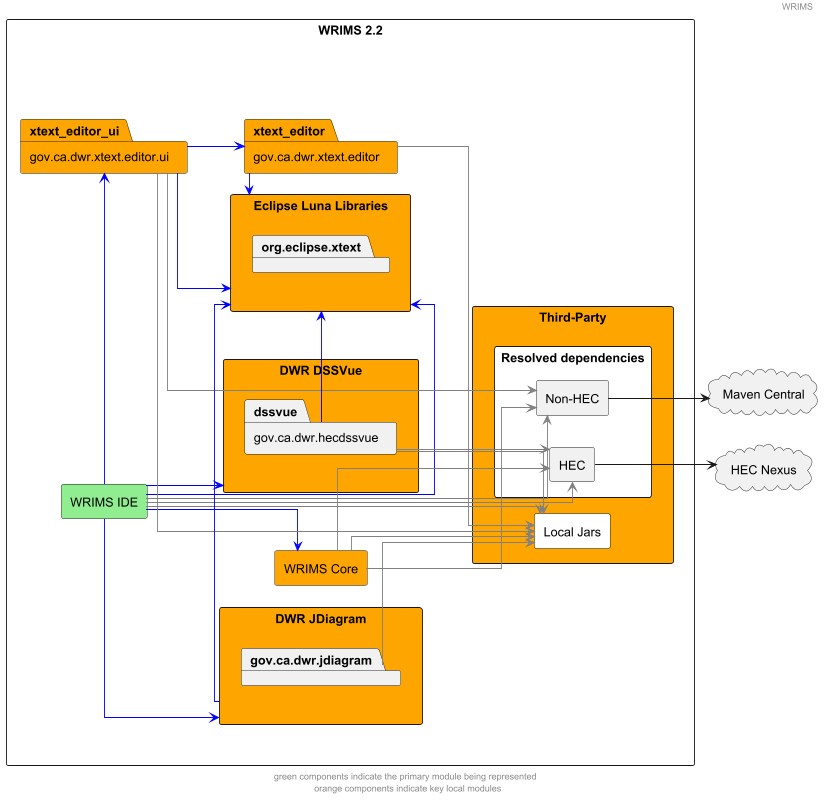 WRIMS
WRIMS 2.2
xtext_editor_ui
gov.ca.dwr.xtext.editor.ui
xtext_editor
gov.ca.dwr.xtext.editor
Eclipse Luna Libraries
org.eclipse.xtext
Third-Party
Resolved dependencies
Non-HEC
Maven Central
DWR DSSVue
dssvue
gov.ca.dwr.hecdssvue
HEC
HEC Nexus
WRIMS IDE
Local Jars
WRIMS Core
DWR JDiagram
gov.ca.dwr.jdiagram
green components indicate the primary module being represented
orange components indicate key local modules